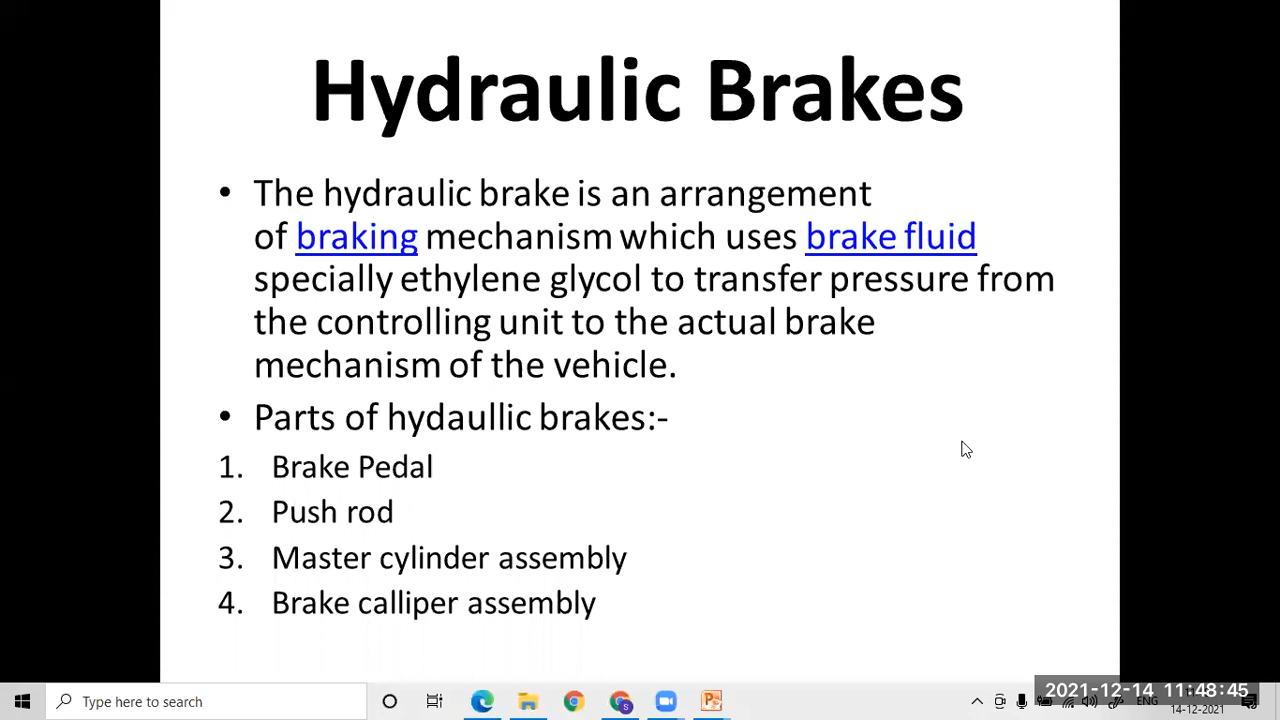 Hydraulic Brakes
• The hydraulic brake is an arrangement
of braking mechanism which uses brake fluid
specially ethylene glycol to transfer pressure from
the controlling unit to the actual brake
mechanism of the vehicle.
• Parts of hydaullic brakes:-
1. Brake Pedal
2. Push rod
3. Master cylinder assembly
4. Brake calliper assembly
Type here to search
ENG
2021-12-14 11:48:45
14-12-2021